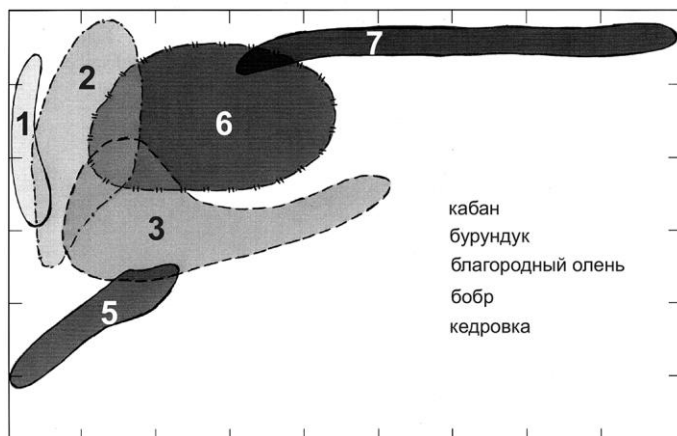 7
2
1
6
3
кабан
бурундук
благородный олень
бобр
кедровка
5